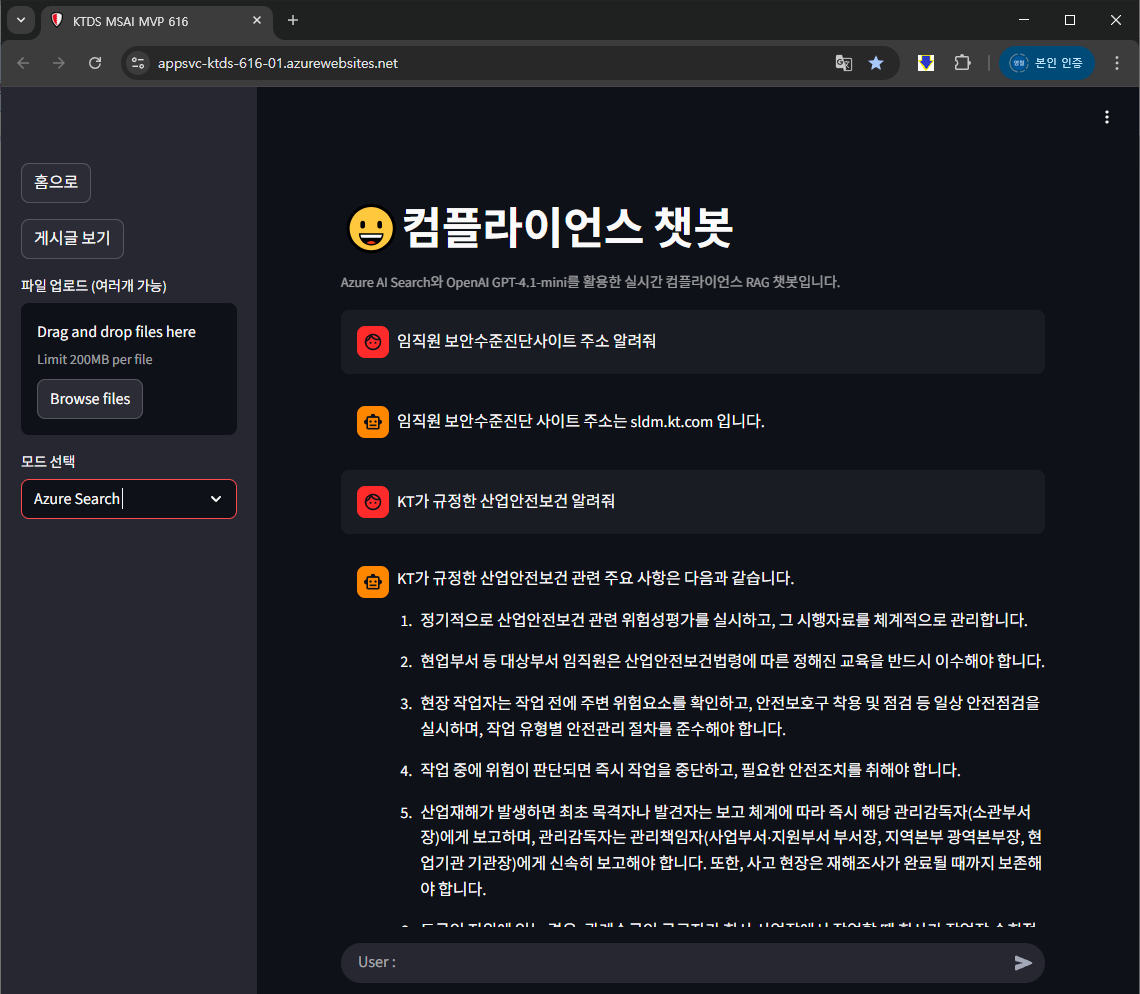 KTDS MSAI MVP 616
appsvc-ktds-616-01.azurewebsites.net
본인 인증
홈으로
게시글 보기
파일 업로드 (여러개 가능)
Drag and drop files here
Limit 200MB per file
Browse files
모드 선택
Azure Search
컴플라이언스 챗봇
Azure AI Search와 OpenAI GPT-4.1-mini를 활용한 실시간 컴플라이언스 RAG 챗봇입니다.
임직원 보안수준진단사이트 주소 알려줘
임직원 보안수준진단 사이트 주소는 sldm.kt.com 입니다.
KT가 규정한 산업안전보건 알려줘
KT가 규정한 산업안전보건 관련 주요 사항은 다음과 같습니다.
1. 정기적으로 산업안전보건 관련 위험성평가를 실시하고, 그 시행자료를 체계적으로 관리합니다.
2. 현업부서 등 대상부서 임직원은 산업안전보건법령에 따른 정해진 교육을 반드시 이수해야 합니다.
3. 현장 작업자는 작업 전에 주변 위험요소를 확인하고, 안전보호구 착용 및 점검 등 일상 안전점검을
실시하며, 작업 유형별 안전관리 절차를 준수해야 합니다.
4. 작업 중에 위험이 판단되면 즉시 작업을 중단하고, 필요한 안전조치를 취해야 합니다.
5. 산업재해가 발생하면 최초 목격자나 발견자는 보고 체계에 따라 즉시 해당 관리감독자(소관부서
장)에게 보고하며, 관리감독자는 관리책임자(사업부서·지원부서 부서장, 지역본부 광역본부장, 현
업기관 기관장)에게 신속히 보고해야 합니다. 또한, 사고 현장은 재해조사가 완료될 때까지 보존해
야 합니다.
User :